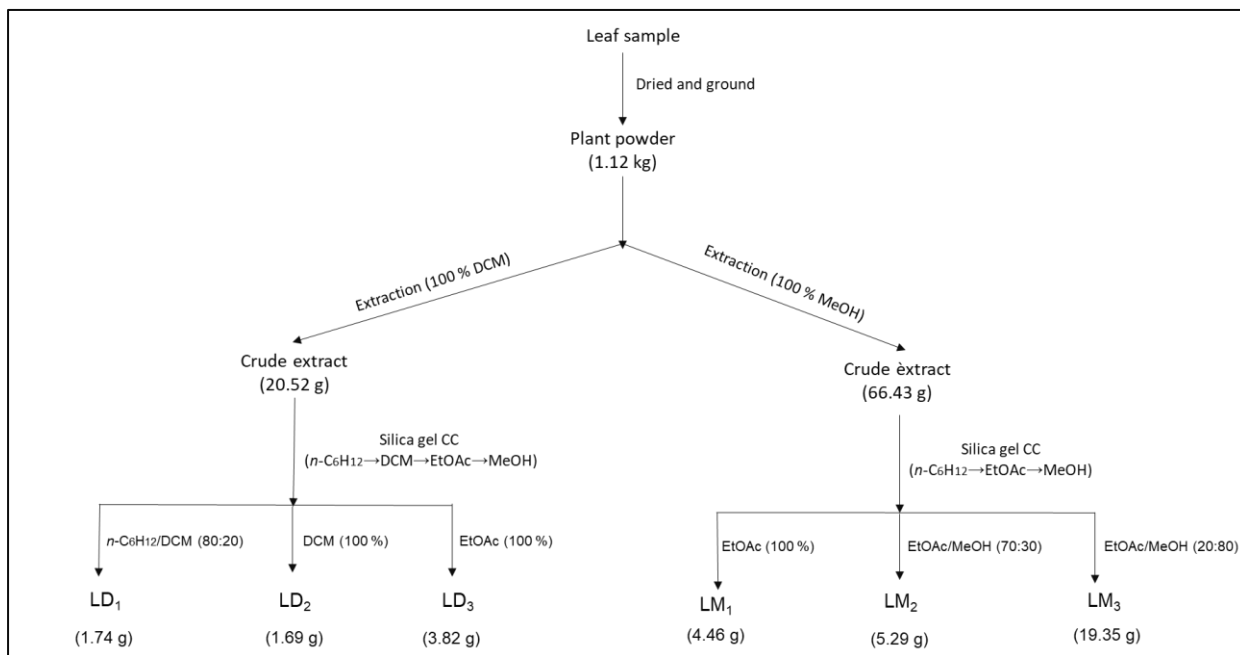 Leaf sample
Dried and ground
Plant powder
(1.12 kg)
Extraction (100 % DCM)
Extraction (100 % MeOH)
Crude extract
(20.52 g)
Crude èxtract
(66.43 g)
Silica gel CC
(n-C6H12→DCM→EtOAc→MeOH)
Silica gel CC
(n-C6H12→EtOAc→MeOH)
n-C6H12/DCM (80:20)
DCM (100 %)
EtOAc (100 %)
EtOAc (100 %)
EtOAc/MeOH (70:30)
EtOAc/MeOH (20:80)
LD1
LD2
LD3
LM1
LM2
LM3
(1.74 g)
(1.69 g)
(3.82 g)
(4.46 g)
(5.29 g)
(19.35 g)